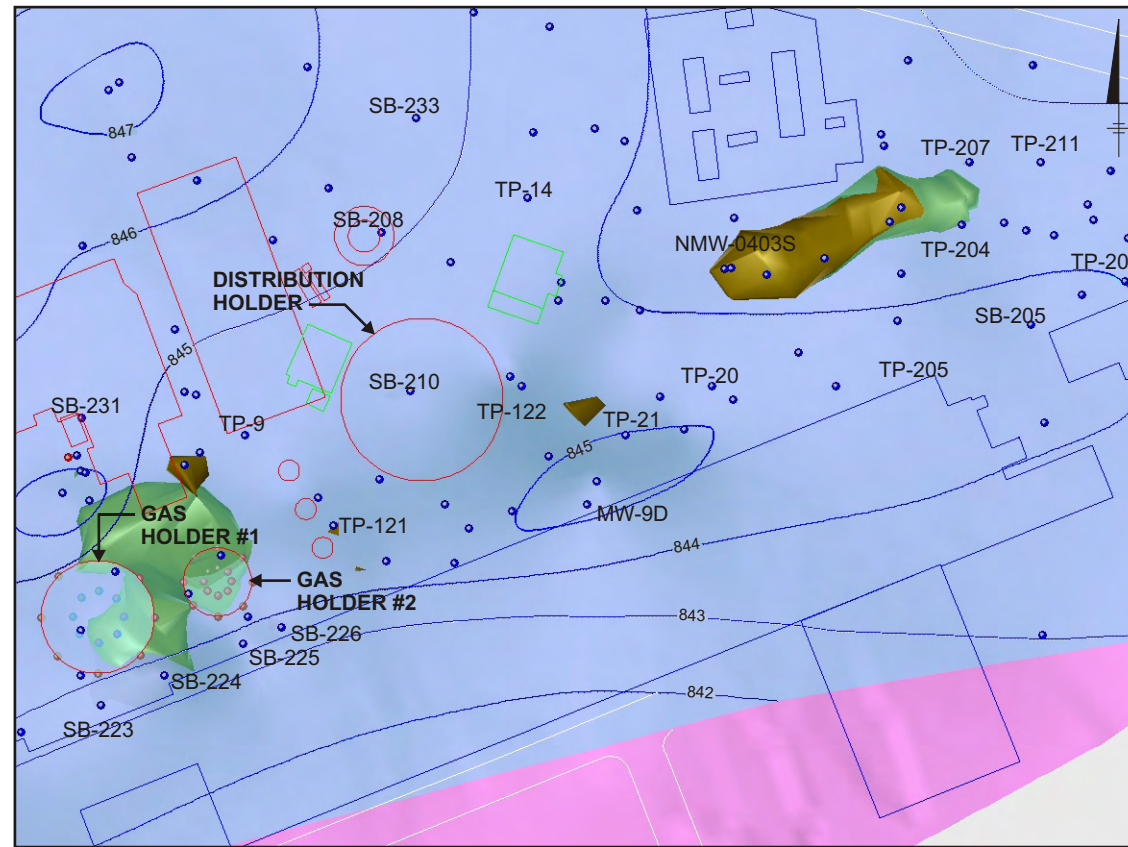 SB-233
847
TP-207
TP-211
TP-14
SB-208
846
NMW-0403S
TP-204
DISTRIBUTION
HOLDER
TP-20
SB-205
845
SB-210
TP-205
TP-20
SB-231
TP-9
TP-122
TP-21
845
GAS
HOLDER #1
MW-9D
TP-121
844
GAS
HOLDER #2
843
SB-226
SB-225
SB-224
842
SB-223